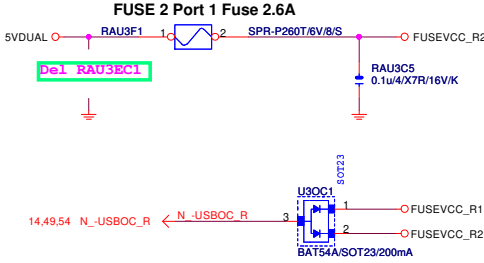 FUSE 2 Port 1 Fuse 2.6A
5VDUAL RAU3F1 1 2 SPR-P260T/6V/8/S FUSEVCC_R2
Del RAU3EC1
RAU3C5
0.1u/4/X7R/16V/K
SOT23
U3OC1
14,49,54 N_-USBOC_R N_-USBOC_R 3 1 FUSEVCC_R1
2 FUSEVCC_R2
BAT54A/SOT23/200mA